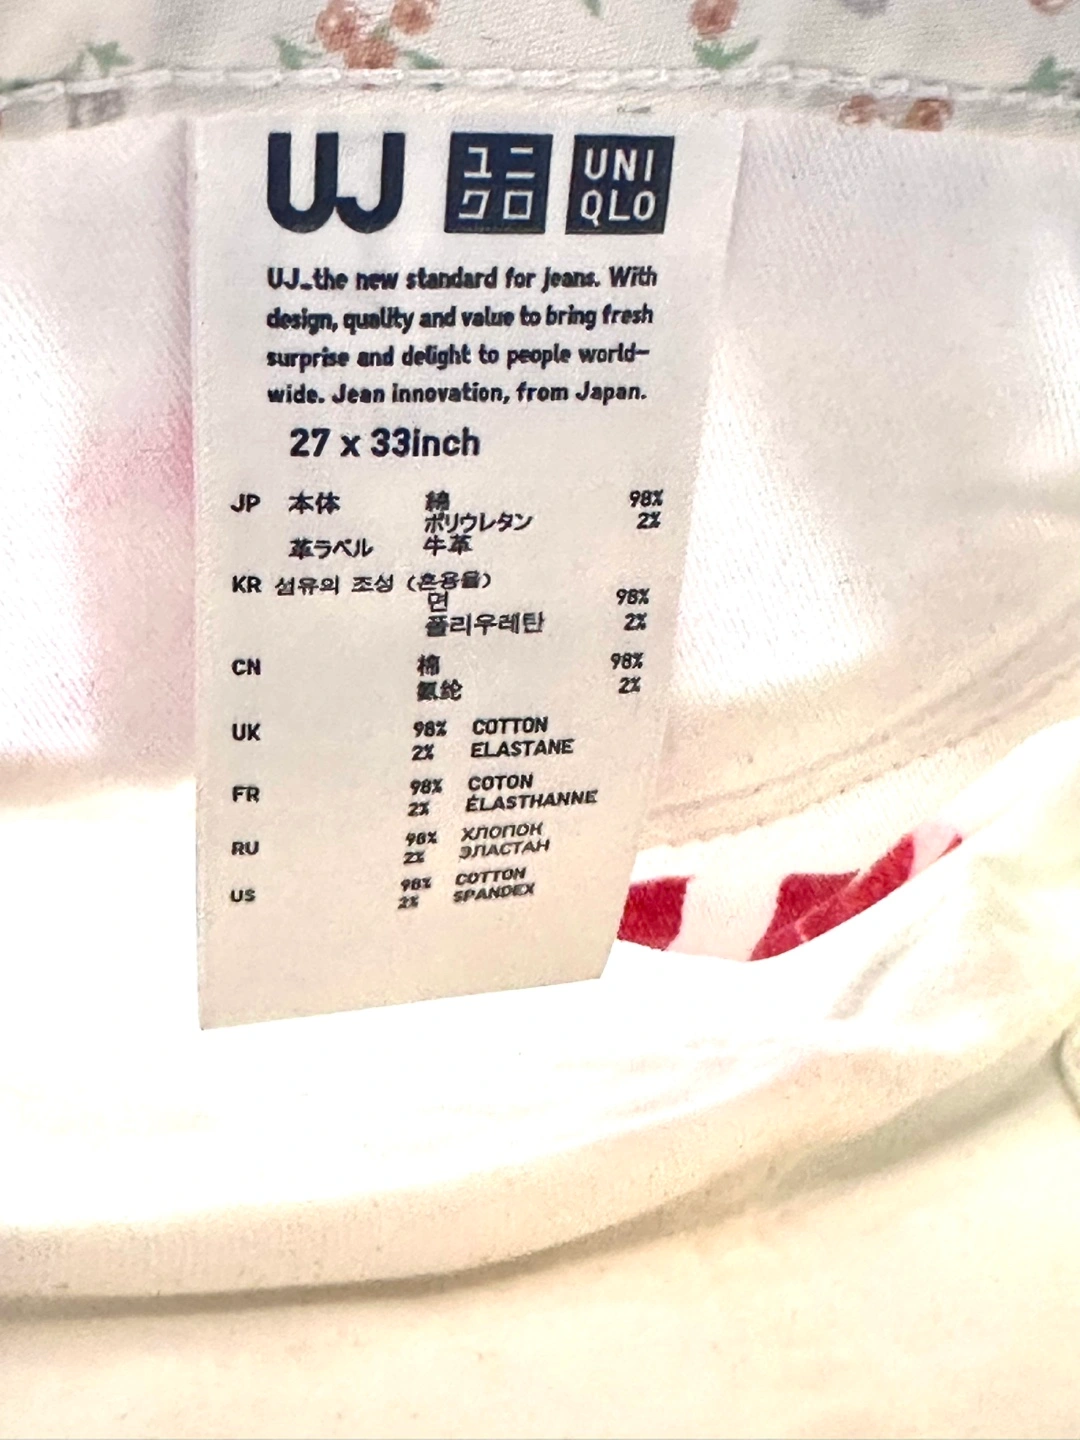 UJ
ユニ
クロ
UNI
QLO
UJ_the new standard for jeans. With
design, quality and value to bring fresh
surprise and delight to people world-
wide. Jean innovation, from Japan.
27 x 33inch
JP 本体 綿 98%
ポリウレタン 2%
革ラベル 牛革
KR 섬유의 조성 (혼용율)
면 98%
폴리우레탄 2%
CN 棉 98%
氨纶 2%
UK 98% COTTON
2% ELASTANE
FR 98% COTON
2% ÉLASTHANNE
RU 98% ХЛОПОК
2% ЭЛАСТАН
US 98% COTTON
2% SPANDEX